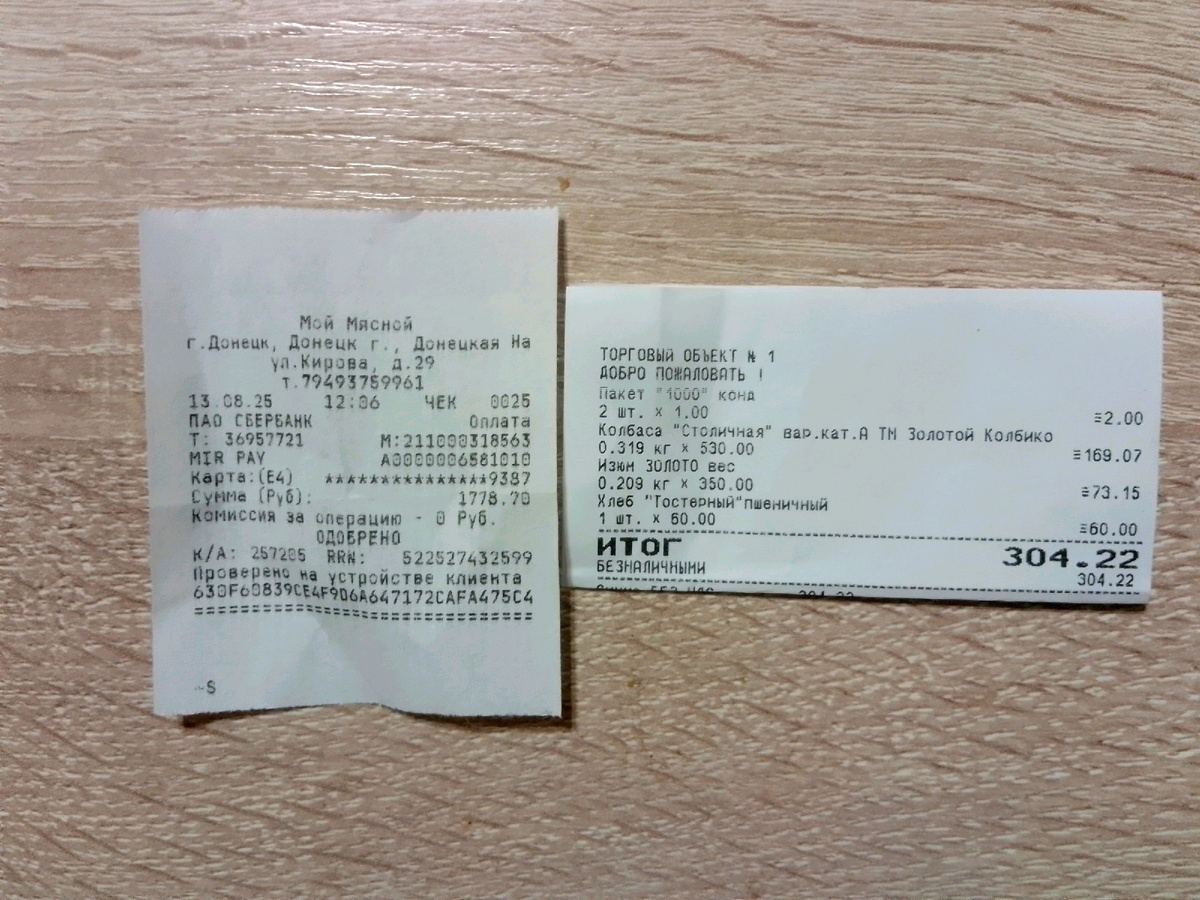 Мой Мясной
г.Донецк, Донецк г., Донецкая На
ул.Кирова, д.29
т.79493759961
13.08.25 12:06 ЧЕК 0025
ПАО СБЕРБАНК Оплата
Т: 36957721 М:211000318563
MIR PAY A0000006581010
Карта:(E4) ***************9387
Сумма (Руб): 1778.70
Комиссия за операцию - 0 Руб.
ОДОБРЕНО
К/А: 257205 RRN: 522527432599
Проверено на устройстве клиента
630F60839CE4F9D6A647172CAFA475C4
================================
~S
ТОРГОВЫЙ ОБЪЕКТ № 1
ДОБРО ПОЖАЛОВАТЬ !
Пакет "1000" конд
2 шт. x 1.00
≡2.00
Колбаса "Столичная" вар.кат.А ТМ Золотой Колбико
0.319 кг x 530.00
≡169.07
Изюм ЗОЛОТО вес
0.209 кг x 350.00
≡73.15
Хлеб "Тостерный"пшеничный
1 шт. x 60.00
≡60.00
ИТОГ 304.22
БЕЗНАЛИЧНЫМИ 304.22